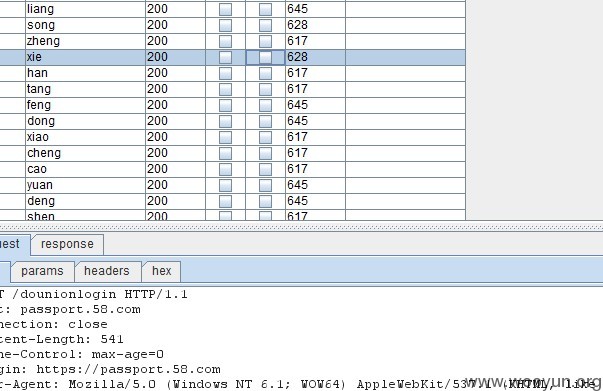 liang 200 645
song 200 628
zheng 200 617
xie 200 628
han 200 617
tang 200 617
feng 200 645
dong 200 645
xiao 200 617
cheng 200 617
cao 200 617
yuan 200 645
deng 200 645
shen 200 617
uest response
params headers hex
T /dounionlogin HTTP/1.1
t: passport.58.com
nection: close
tent-Length: 541
he-Control: max-age=0
gin: https://passport.58.com
r-Agent: Mozilla/5.0 (Windows NT 6.1; WOW64) AppleWebKit/537 (KHTML, like